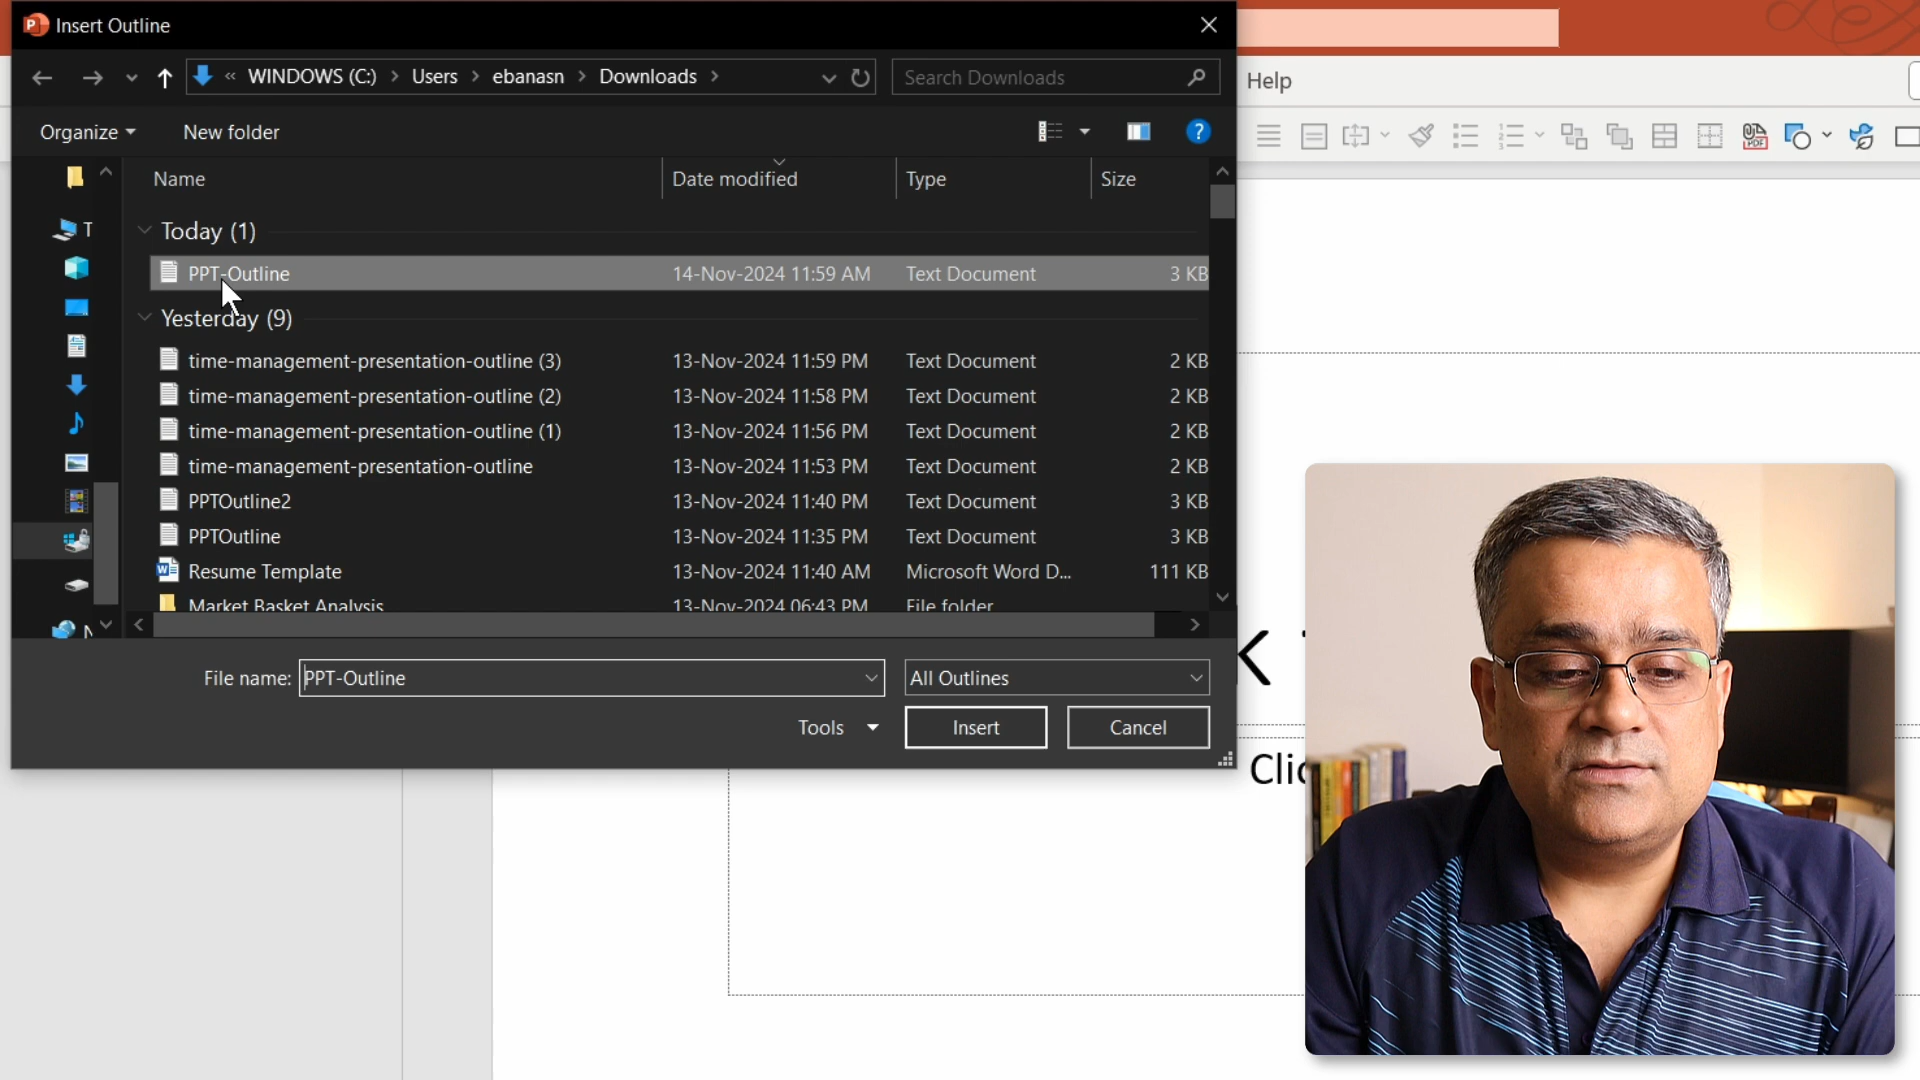 Insert Outline
« WINDOWS (C:) > Users > ebanasn > Downloads >
Search Downloads
Help
Organize
New folder
Name
Date modified
Type
Size
Today (1)
PPT-Outline 14-Nov-2024 11:59 AM Text Document 3 KB
Yesterday (9)
time-management-presentation-outline (3) 13-Nov-2024 11:59 PM Text Document 2 KB
time-management-presentation-outline (2) 13-Nov-2024 11:58 PM Text Document 2 KB
time-management-presentation-outline (1) 13-Nov-2024 11:56 PM Text Document 2 KB
time-management-presentation-outline 13-Nov-2024 11:53 PM Text Document 2 KB
PPTOutline2 13-Nov-2024 11:40 PM Text Document 3 KB
PPTOutline 13-Nov-2024 11:35 PM Text Document 3 KB
Resume Template 13-Nov-2024 11:40 AM Microsoft Word D... 111 KB
Market Basket Analysis 13-Nov-2024 06:43 PM File folder
File name: PPT-Outline
All Outlines
Tools
Insert
Cancel